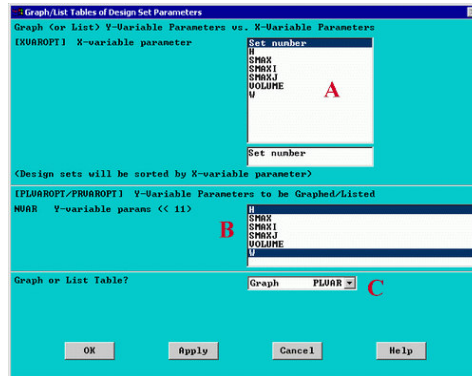 Graph/List Tables of Design Set Parameters
Graph (or List) Y-Variable Parameters vs. X-Variable Parameters
[XVAROPT] X-variable parameter
Set number
H
SMAX
SMAXI
SMAXJ
VOLUME
W
A
Set number
(Design sets will be sorted by X-variable parameter)
[PLVAROPT/PRVAROPT] Y-Variable Parameters to be Graphed/Listed
NVAR Y-variable params (< 11)
H
SMAX
SMAXI
SMAXJ
VOLUME
W
B
Graph or List Table?
Graph PLVAR
C
OK Apply Cancel Help